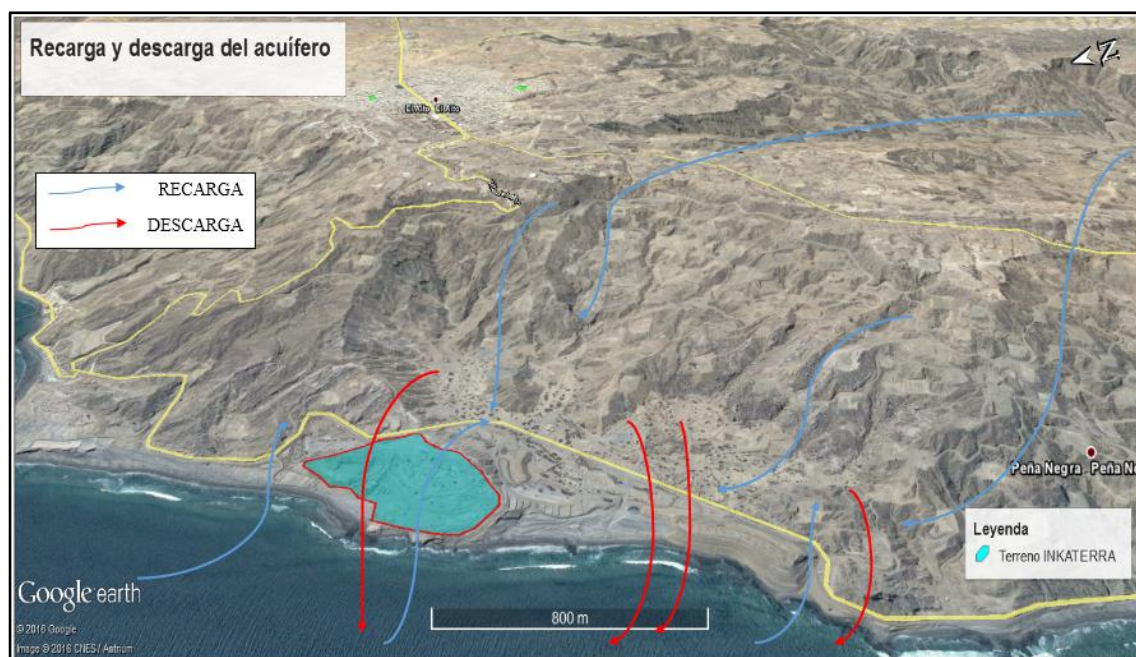 Recarga y descarga del acuífero
Z
El Alto El Alto
RECARGA
DESCARGA
Peña Negra Peña Ne
Leyenda
Terreno INKATERRA
Google earth
800 m
© 2016 Google
Image © 2016 CNES / Astrium